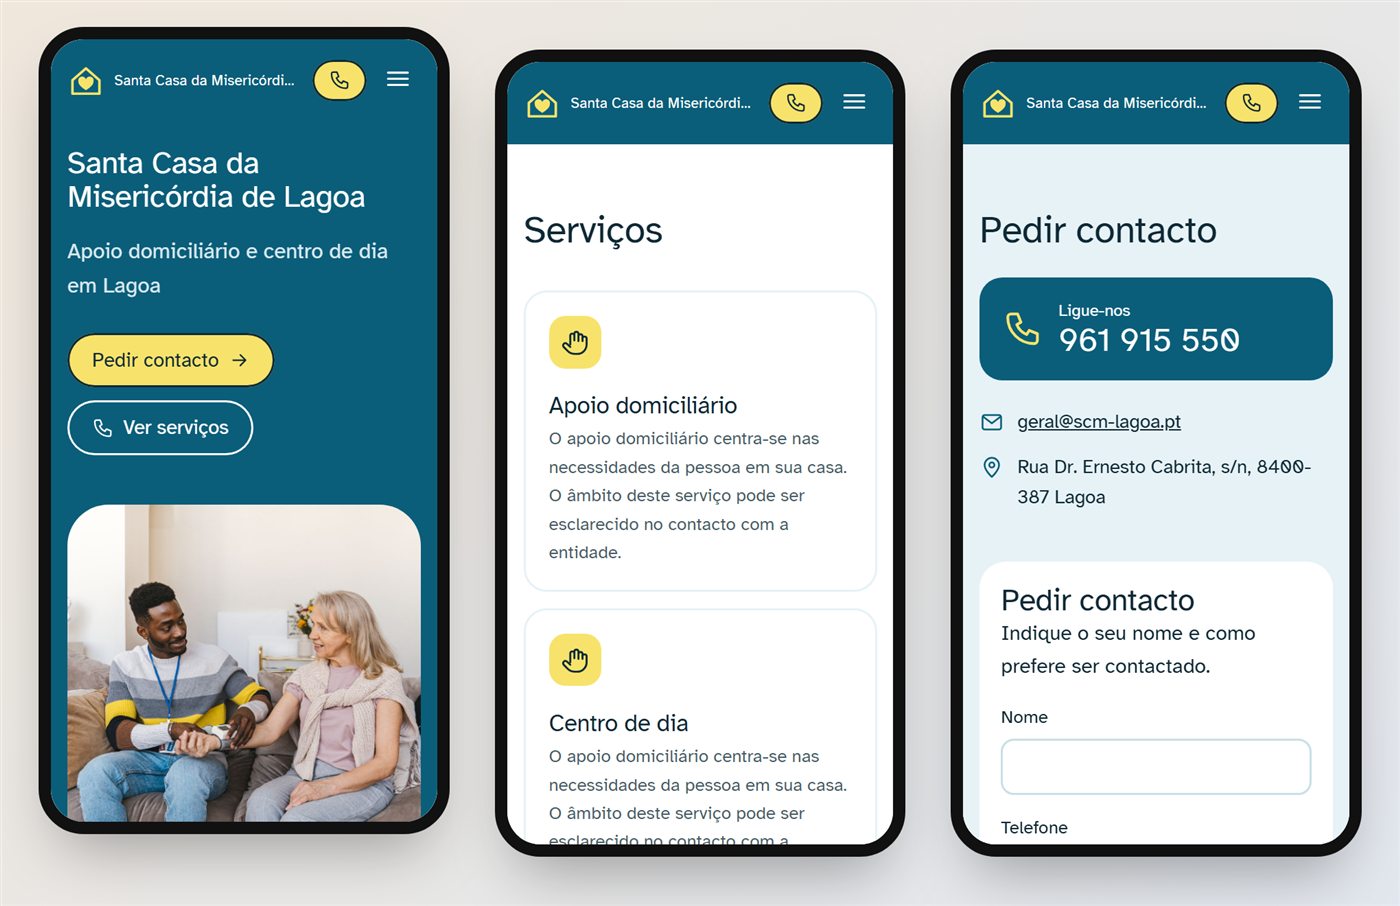 Santa Casa da Misericórdi...
Santa Casa da
Misericórdia de Lagoa
Apoio domiciliário e centro de dia
em Lagoa
Pedir contacto
Ver serviços
Santa Casa da Misericórdi...
Serviços
Apoio domiciliário
O apoio domiciliário centra-se nas
necessidades da pessoa em sua casa.
O âmbito deste serviço pode ser
esclarecido no contacto com a
entidade.
Centro de dia
O apoio domiciliário centra-se nas
necessidades da pessoa em sua casa.
O âmbito deste serviço pode ser
esclarecido no contacto com a
Santa Casa da Misericórdi...
Pedir contacto
Ligue-nos
961 915 550
geral@scm-lagoa.pt
Rua Dr. Ernesto Cabrita, s/n, 8400-
387 Lagoa
Pedir contacto
Indique o seu nome e como
prefere ser contactado.
Nome
Telefone